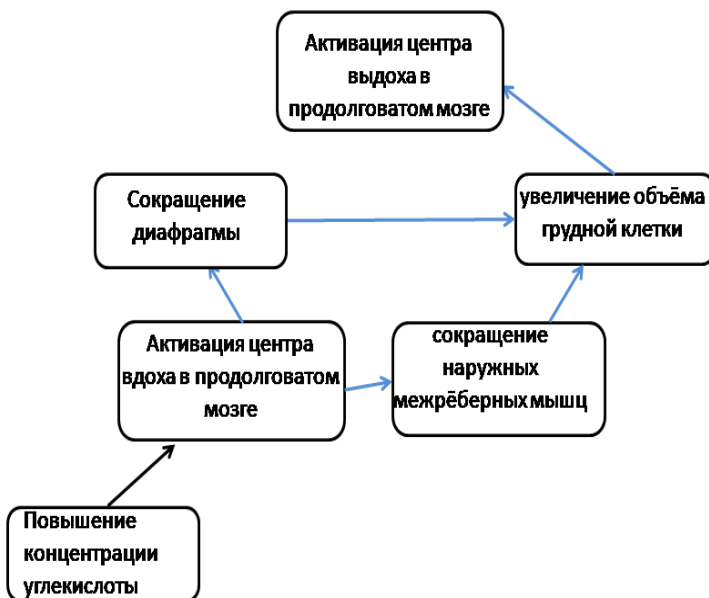 Активация центра
выдоха в
продолговатом мозге
Сокращение
диафрагмы
увеличение объёма
грудной клетки
Активация центра
вдоха в продолговатом
мозге
сокращение
наружных
межрёберных мышц
Повышение
концентрации
углекислоты